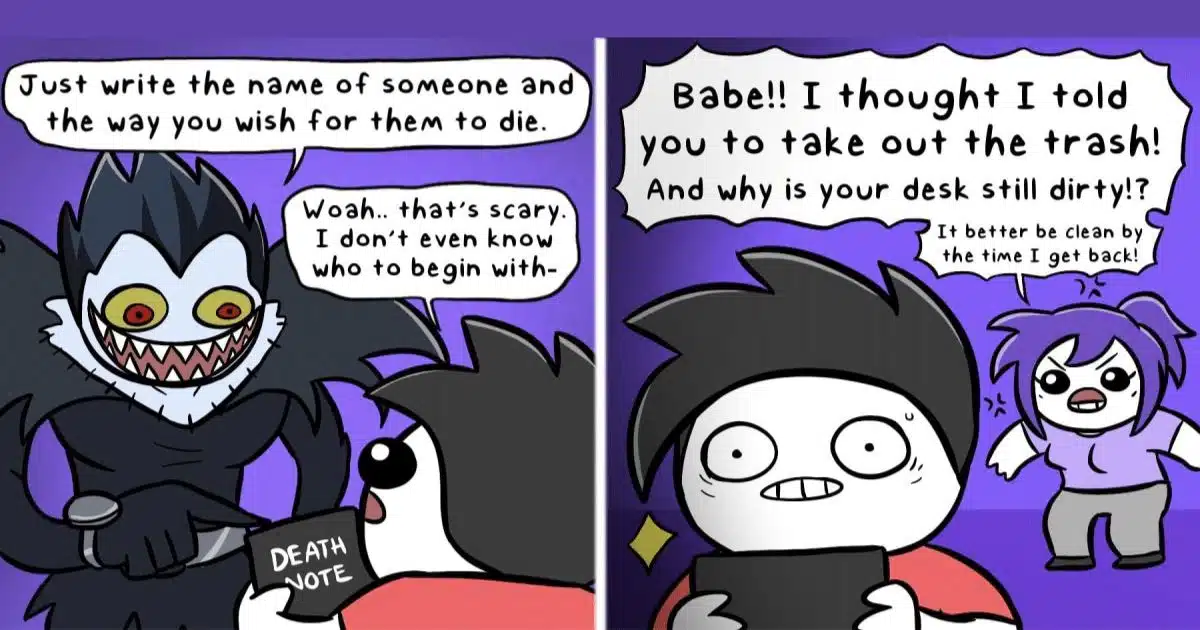 Just write the name of someone and
the way you wish for them to die.
Woah.. that's scary.
I don't even know
who to begin with-
DEATH
NOTE
Babe!! I thought I told
you to take out the trash!
And why is your desk still dirty!?
It better be clean by
the time I get back!